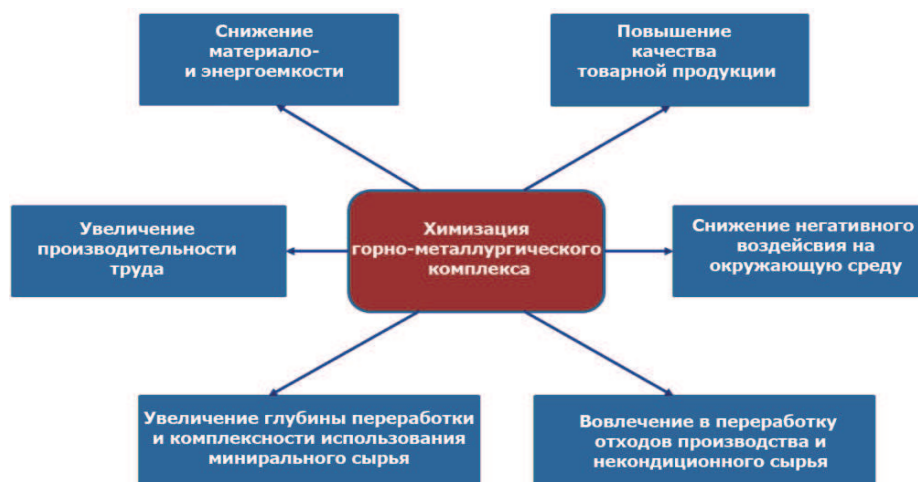 Снижение
материало-
и энергоемкости
Повышение
качества
товарной продукции
Увеличение
производительности
труда
Химизация
горно-металлургического
комплекса
Снижение негативного
воздейсвия на
окружающую среду
Увеличение глубины переработки
и комплексности использования
минирального сырья
Вовлечение в переработку
отходов производства и
некондиционного сырья